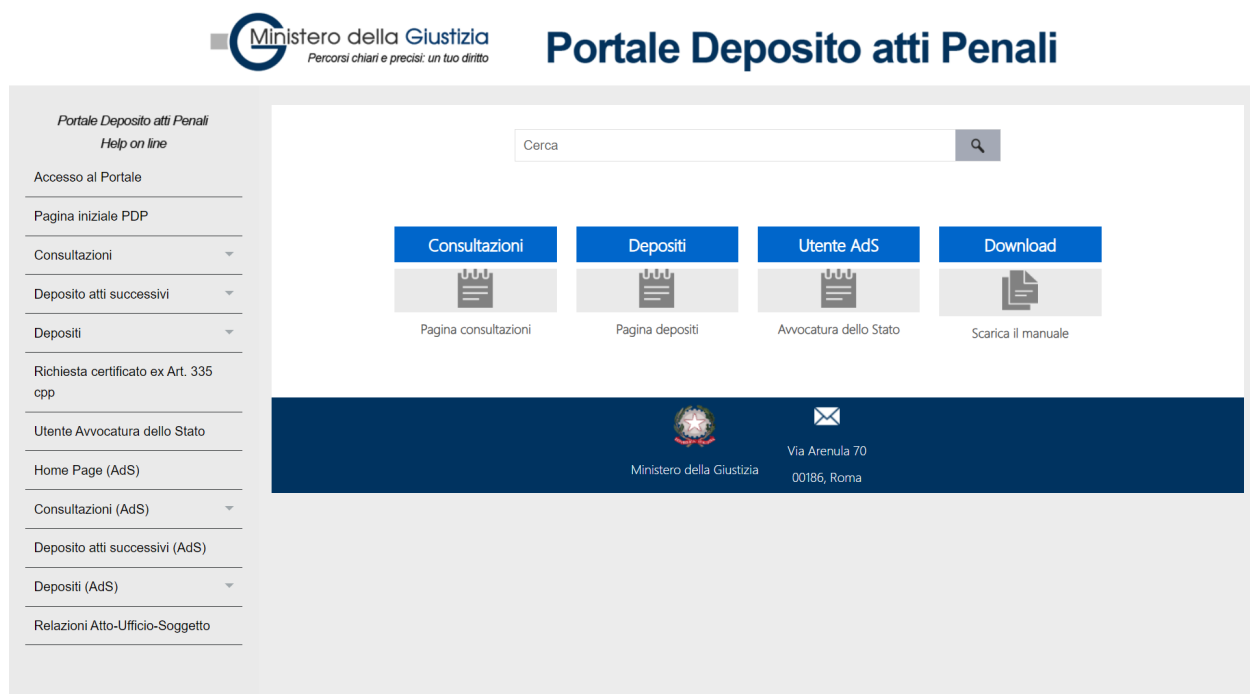 Ministero della Giustizia
Percorsi chiari e precisi: un tuo diritto
Portale Deposito atti Penali
Portale Deposito atti Penali
Help on line
Accesso al Portale
Pagina iniziale PDP
Consultazioni
Deposito atti successivi
Depositi
Richiesta certificato ex Art. 335
cpp
Utente Avvocatura dello Stato
Home Page (AdS)
Consultazioni (AdS)
Deposito atti successivi (AdS)
Depositi (AdS)
Relazioni Atto-Ufficio-Soggetto
Cerca
Consultazioni
Pagina consultazioni
Depositi
Pagina depositi
Utente AdS
Avvocatura dello Stato
Download
Scarica il manuale
Ministero della Giustizia
Via Arenula 70
00186, Roma